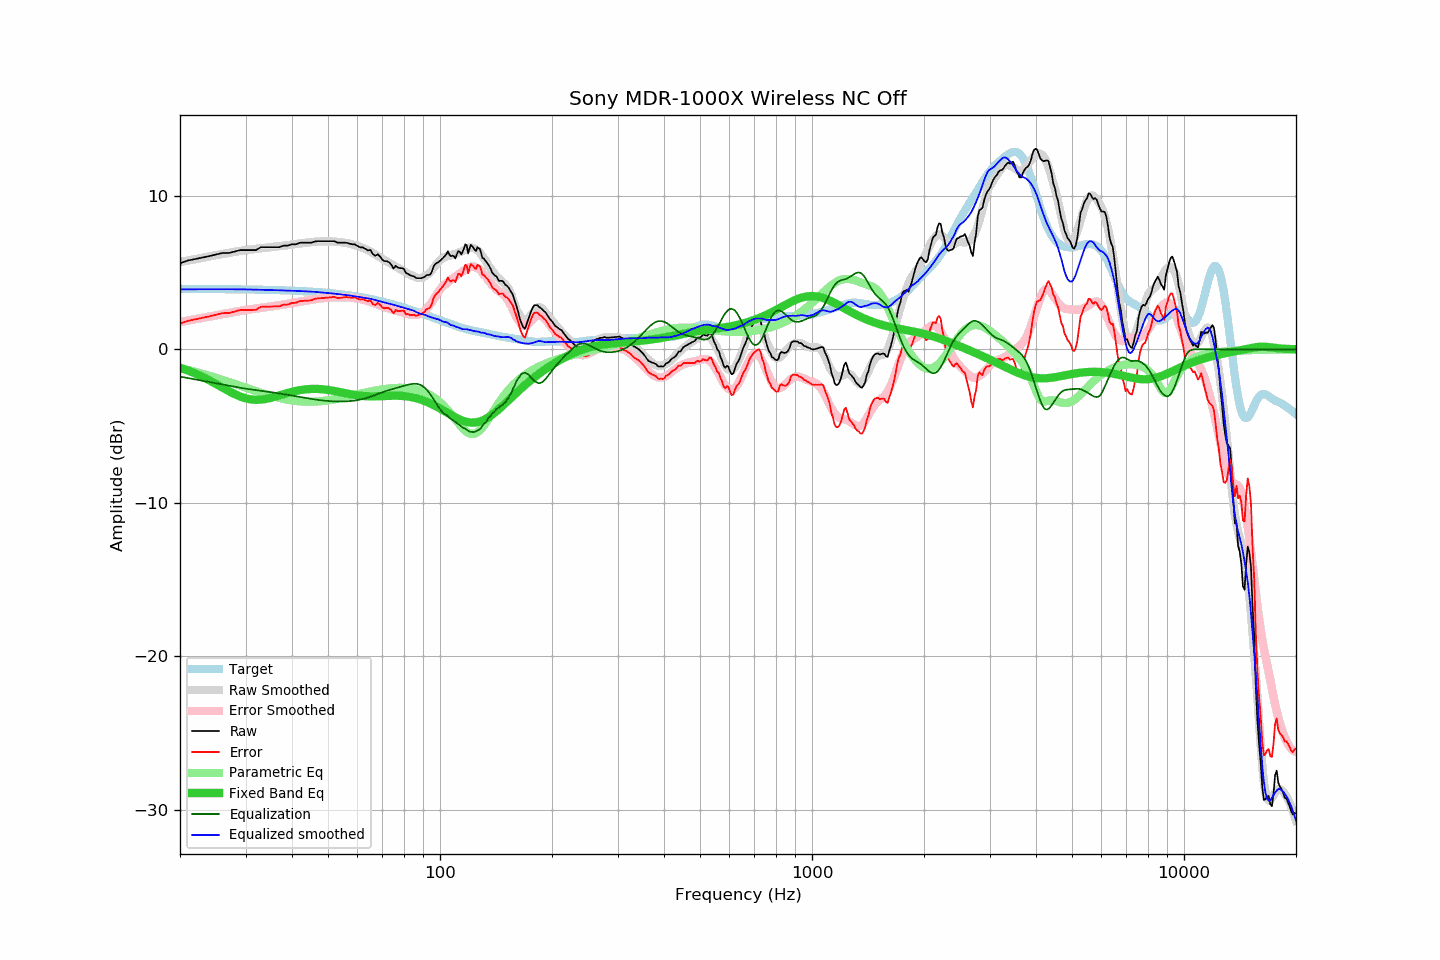 Sony MDR-1000X Wireless NC Off
Amplitude (dBr)
10
0
−10
−20
−30
Target
Raw Smoothed
Error Smoothed
Raw
Error
Parametric Eq
Fixed Band Eq
Equalization
Equalized smoothed
100
1000
10000
Frequency (Hz)